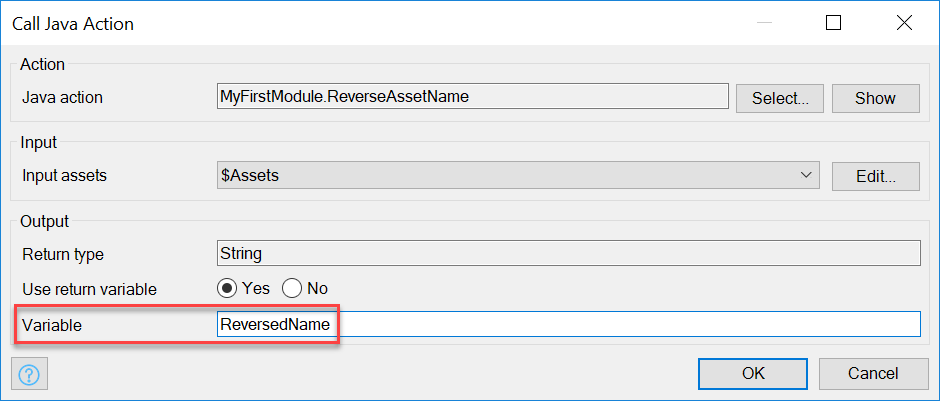 Call Java Action
Action
Java action MyFirstModule.ReverseAssetName Select... Show
Input
Input assets $Assets Edit...
Output
Return type String
Use return variable Yes No
Variable ReversedName
? OK Cancel